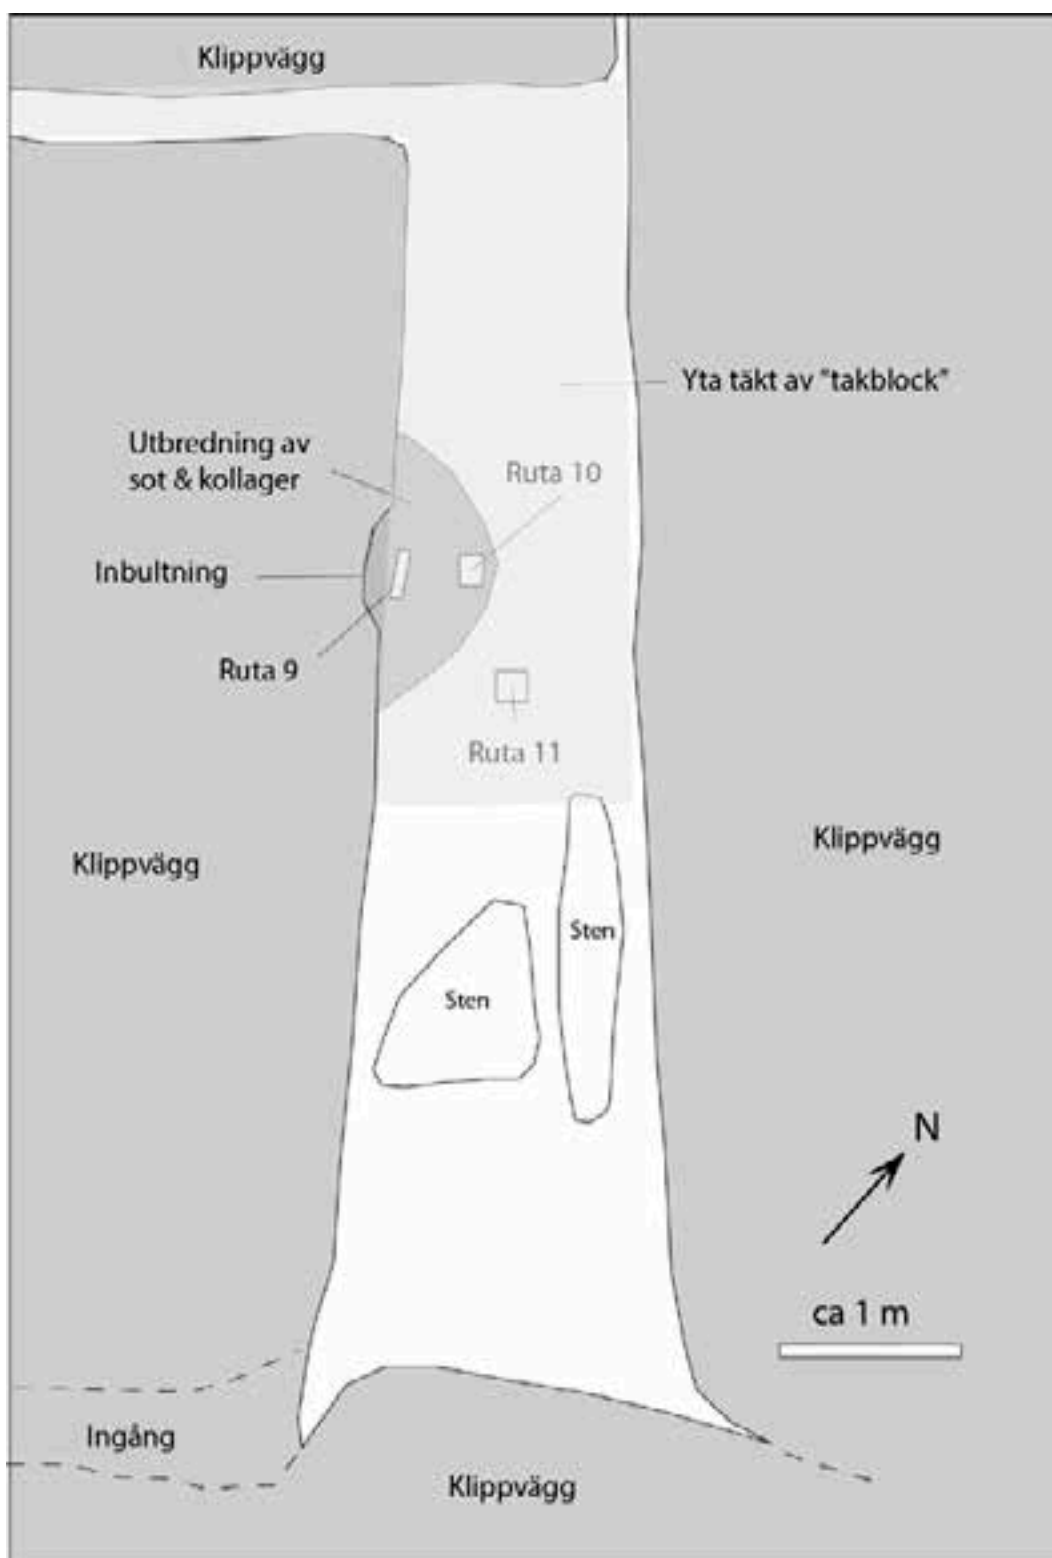 Klippvägg
Yta täkt av "takblock"
Utbredning av
sot & kollager
Ruta 10
Inbultning
Ruta 9
Ruta 11
Klippvägg
Klippvägg
Sten
Sten
N
ca 1 m
Ingång
Klippvägg